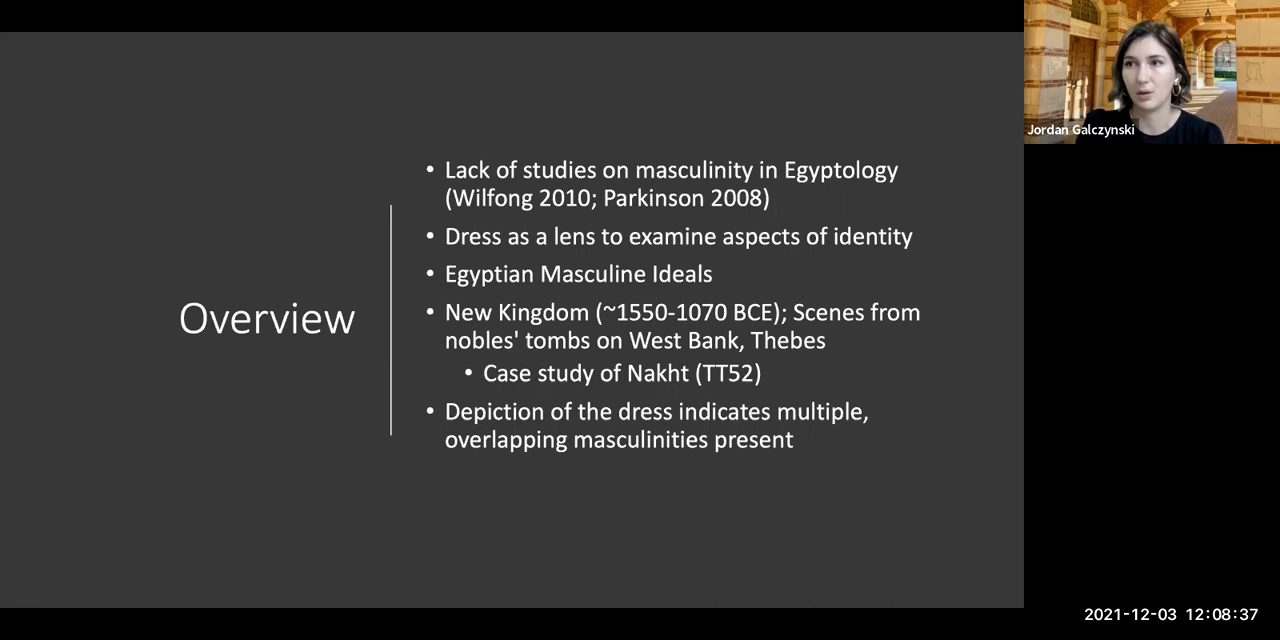 Jordan Galczynski
Overview
• Lack of studies on masculinity in Egyptology
(Wilfong 2010; Parkinson 2008)
• Dress as a lens to examine aspects of identity
• Egyptian Masculine Ideals
• New Kingdom (~1550-1070 BCE); Scenes from
nobles' tombs on West Bank, Thebes
• Case study of Nakht (TT52)
• Depiction of the dress indicates multiple,
overlapping masculinities present
2021-12-03 12:08:37